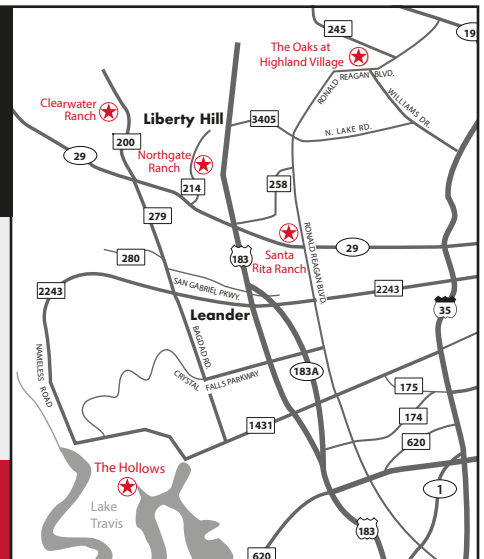 245
19
The Oaks at
Highland Village
RONALD REAGAN BLVD.
WILLIAMS DR.
Clearwater
Ranch
Liberty Hill
3405
N. LAKE RD.
200
29
Northgate
Ranch
214
258
279
RONALD REAGAN BLVD.
280
183
Santa
Rita Ranch
29
2243
SAN GABRIEL PKWY.
2243
Leander
35
NAMELESS ROAD
BAGDAD RD.
CRYSTAL FALLS PARKWAY
183A
175
174
1431
620
The Hollows
1
Lake
Travis
183
620